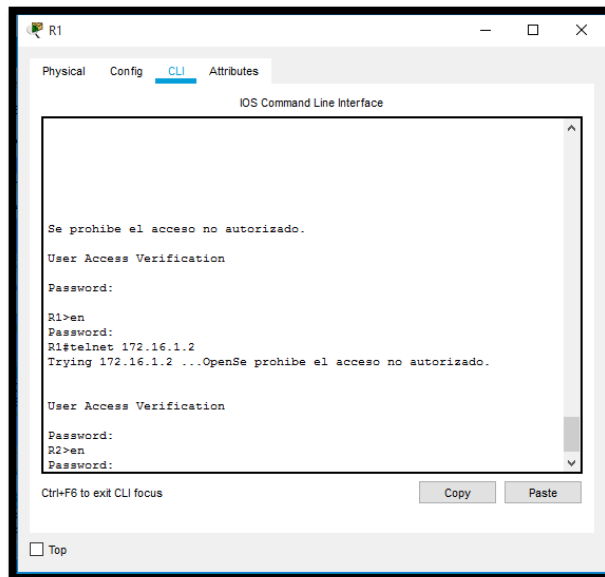 R1
Physical Config CLI Attributes
IOS Command Line Interface
Se prohibe el acceso no autorizado.
User Access Verification
Password:
R1>en
Password:
R1#telnet 172.16.1.2
Trying 172.16.1.2 ...OpenSe prohibe el acceso no autorizado.
User Access Verification
Password:
R2>en
Password:
Ctrl+F6 to exit CLI focus
Copy Paste
Top